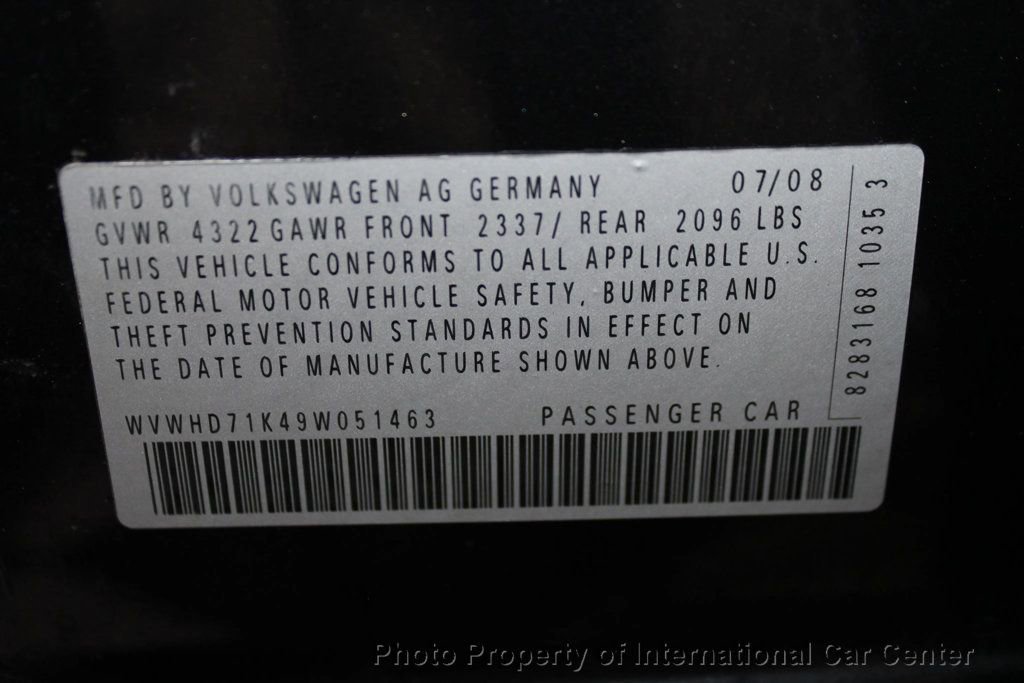 MFD BY VOLKSWAGEN AG GERMANY 07/08
GVWR 4322 GAWR FRONT 2337/ REAR 2096 LBS
THIS VEHICLE CONFORMS TO ALL APPLICABLE U.S.
FEDERAL MOTOR VEHICLE SAFETY, BUMPER AND
THEFT PREVENTION STANDARDS IN EFFECT ON
THE DATE OF MANUFACTURE SHOWN ABOVE.
WVWHD71K49W051463 PASSENGER CAR
8283168 1035 3
Photo Property of International Car Center